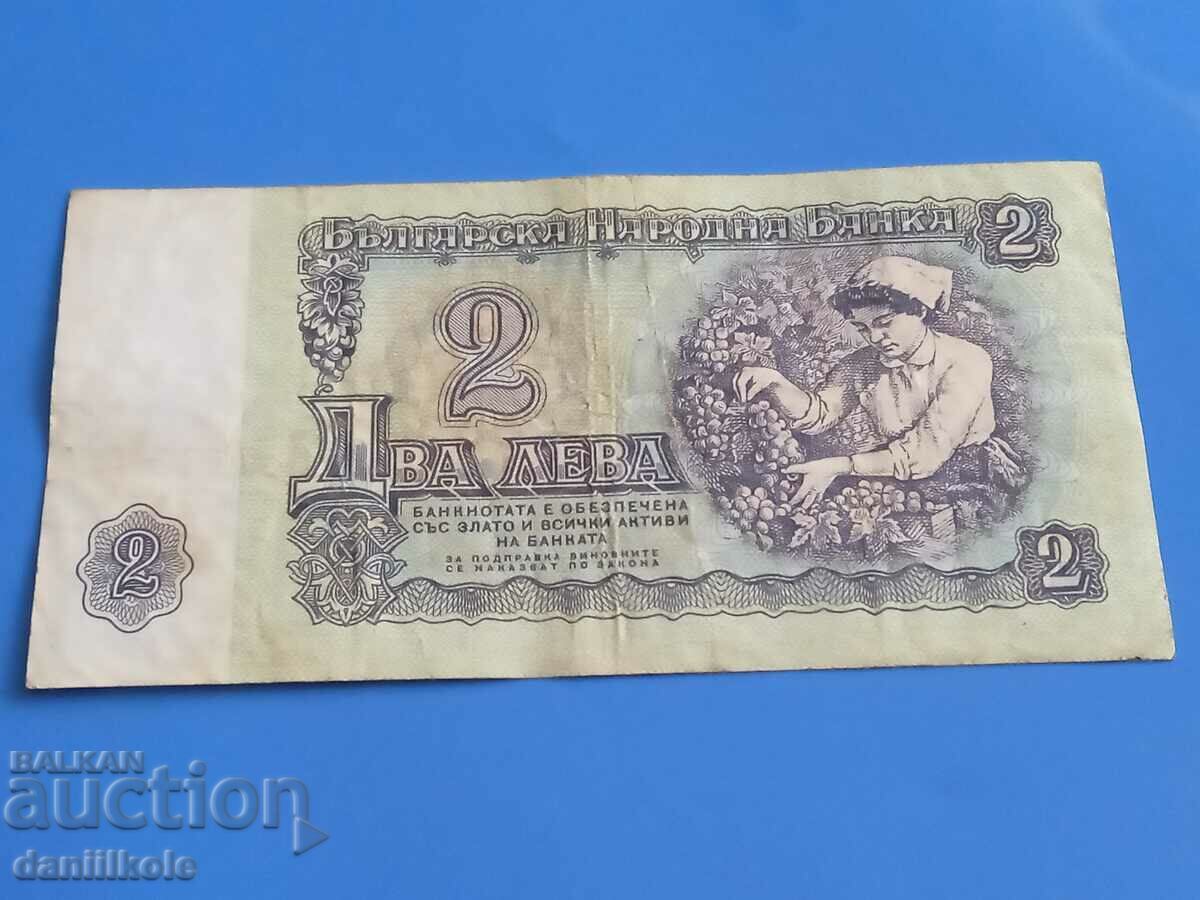 БЪЛГАРСКА НАРОДНА БАНКА
2
2
ДВА ЛЕВА
БАНКНОТАТА Е ОБЕЗПЕЧЕНА
СЪС ЗЛАТО И ВСИЧКИ АКТИВИ
НА БАНКАТА
ЗА ПОДПРАВКА ВИНОВНИТЕ
СЕ НАКАЗВАТ ПО ЗАКОНА
2
2
BALKAN
auction
daniilkole